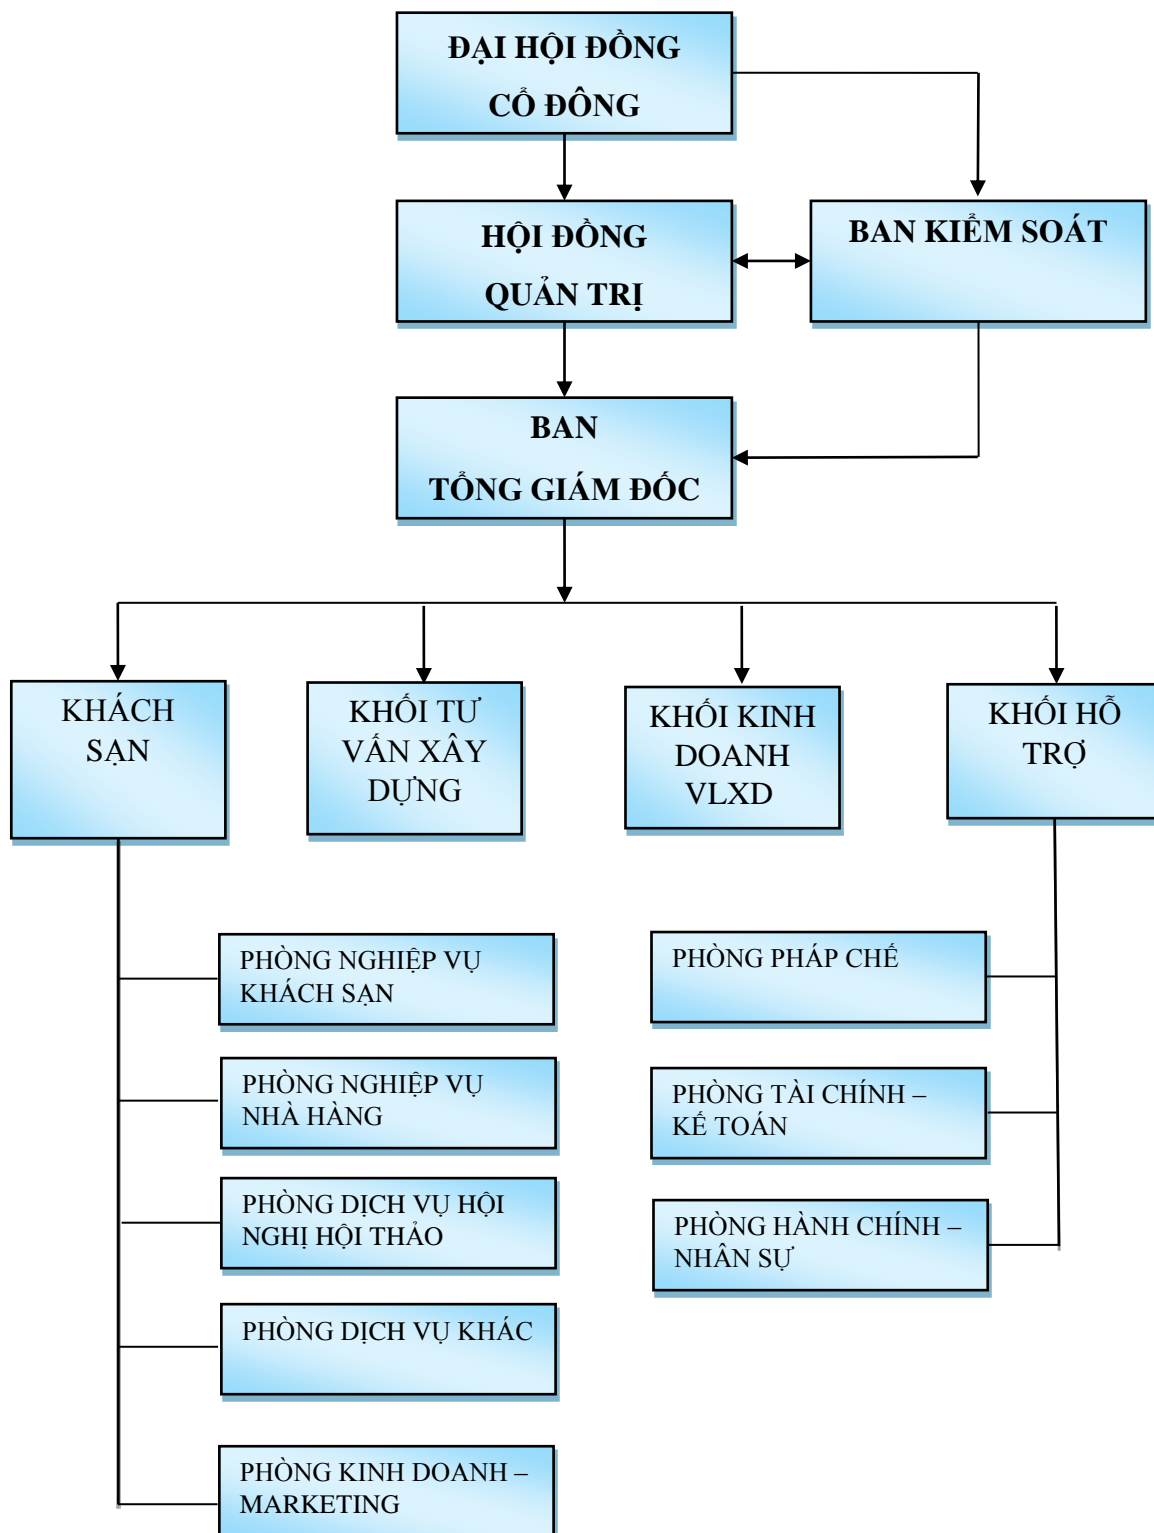 ĐẠI HỘI ĐỒNG
CỔ ĐÔNG
HỘI ĐỒNG
QUẢN TRỊ
BAN KIỂM SOÁT
BAN
TỔNG GIÁM ĐỐC
KHÁCH
SẠN
KHỐI TƯ
VẤN XÂY
DỰNG
KHỐI KINH
DOANH
VLXD
KHỐI HỖ
TRỢ
PHÒNG NGHIỆP VỤ
KHÁCH SẠN
PHÒNG NGHIỆP VỤ
NHÀ HÀNG
PHÒNG DỊCH VỤ HỘI
NGHỊ HỘI THẢO
PHÒNG DỊCH VỤ KHÁC
PHÒNG KINH DOANH –
MARKETING
PHÒNG PHÁP CHẾ
PHÒNG TÀI CHÍNH –
KẾ TOÁN
PHÒNG HÀNH CHÍNH –
NHÂN SỰ